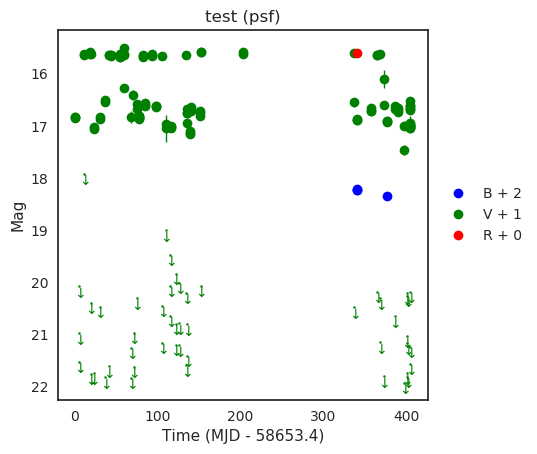 test (psf)
Mag
16
17
18
19
20
21
22
0
100
200
300
400
Time (MJD - 58653.4)
B + 2
V + 1
R + 0